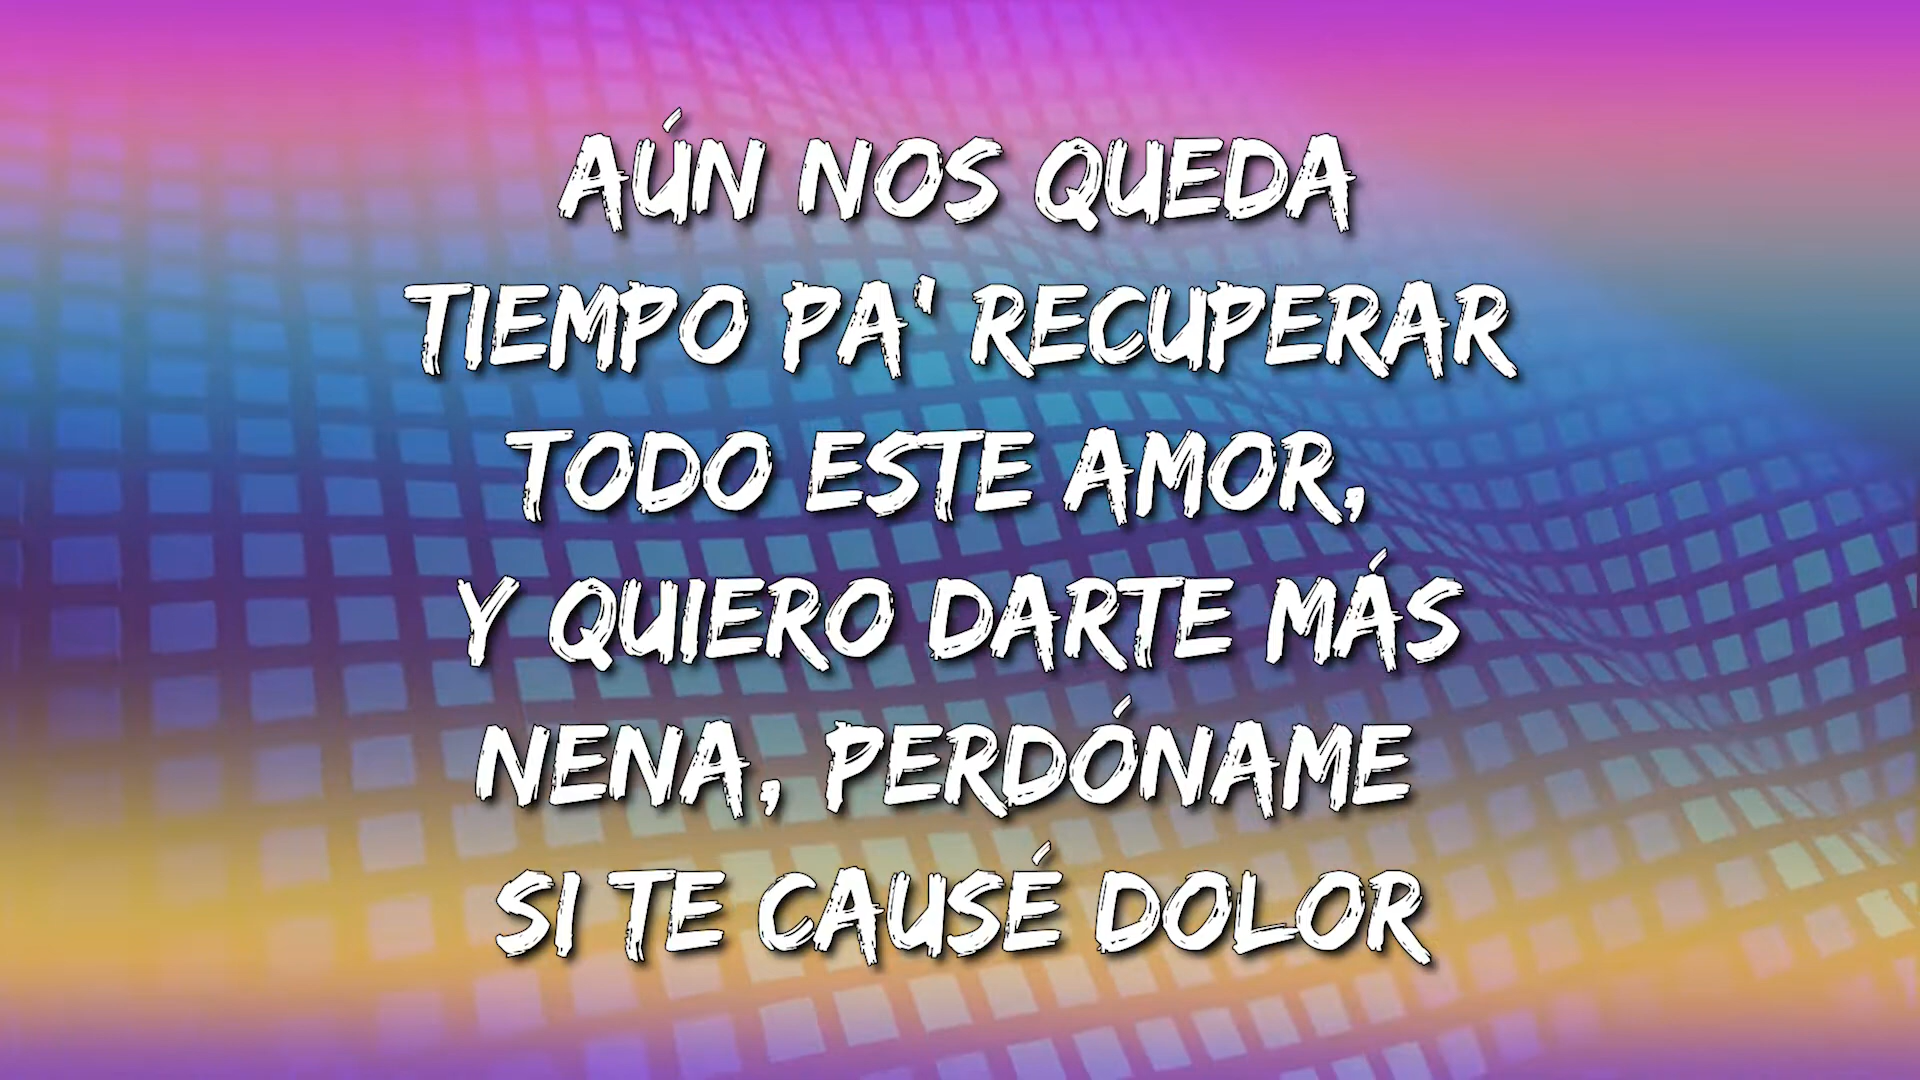 AÚN NOS QUEDA
TIEMPO PA' RECUPERAR
TODO ESTE AMOR,
Y QUIERO DARTE MÁS
NENA, PERDÓNAME
SI TE CAUSÉ DOLOR